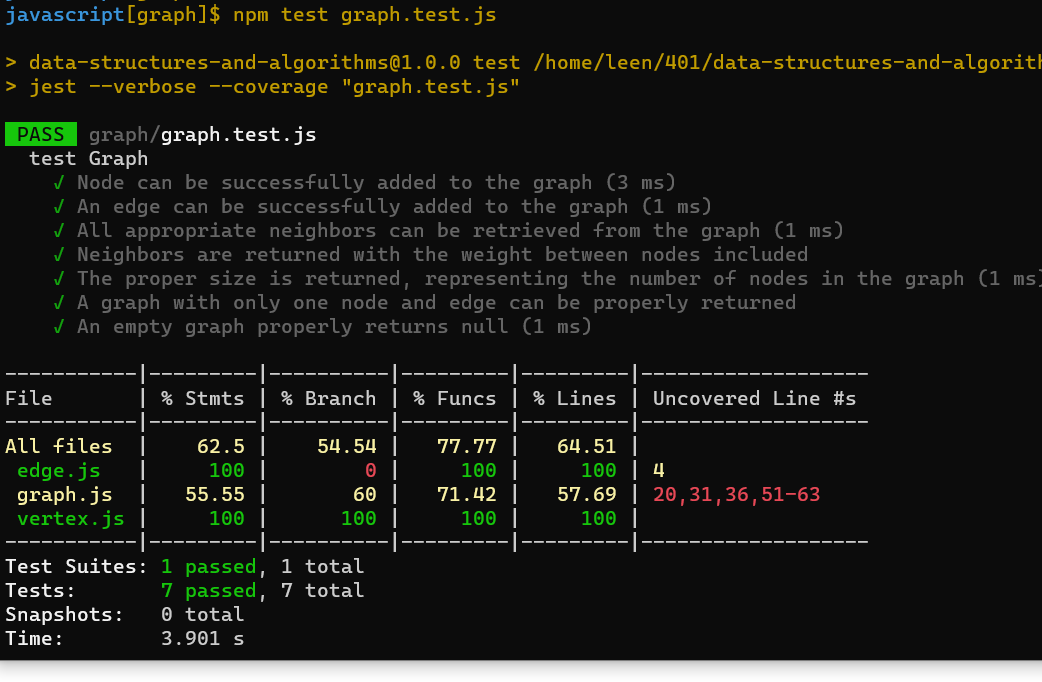 javascript[graph]$ npm test graph.test.js
> data-structures-and-algorithms@1.0.0 test /home/leen/401/data-structures-and-algorith
> jest --verbose --coverage "graph.test.js"
PASS graph/graph.test.js
test Graph
√ Node can be successfully added to the graph (3 ms)
√ An edge can be successfully added to the graph (1 ms)
√ All appropriate neighbors can be retrieved from the graph (1 ms)
√ Neighbors are returned with the weight between nodes included
√ The proper size is returned, representing the number of nodes in the graph (1 ms)
√ A graph with only one node and edge can be properly returned
√ An empty graph properly returns null (1 ms)
-----------|---------|----------|---------|---------|-------------------
File | % Stmts | % Branch | % Funcs | % Lines | Uncovered Line #s
-----------|---------|----------|---------|---------|-------------------
All files | 62.5 | 54.54 | 77.77 | 64.51 |
edge.js | 100 | 0 | 100 | 100 | 4
graph.js | 55.55 | 60 | 71.42 | 57.69 | 20,31,36,51-63
vertex.js | 100 | 100 | 100 | 100 |
-----------|---------|----------|---------|---------|-------------------
Test Suites: 1 passed, 1 total
Tests: 7 passed, 7 total
Snapshots: 0 total
Time: 3.901 s